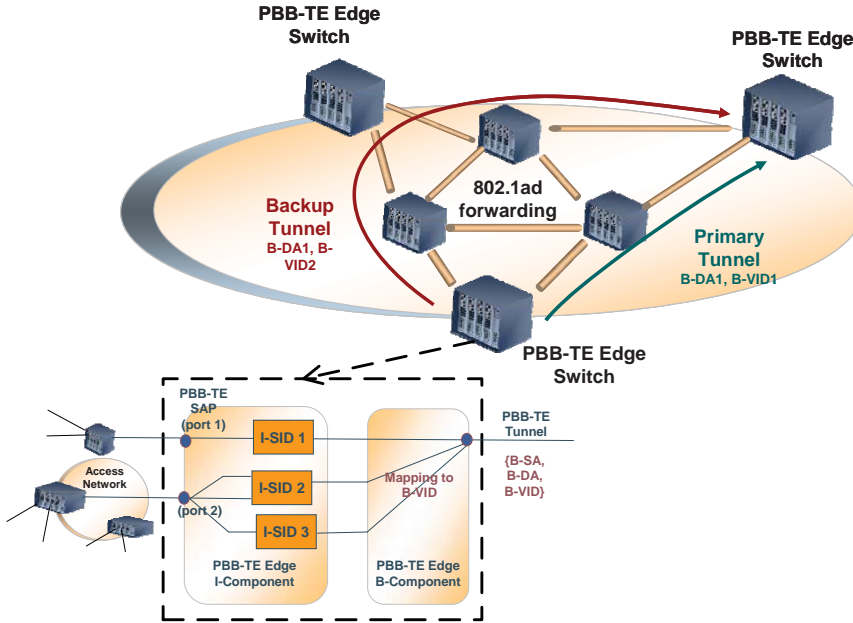 PBB-TE Edge
Switch
PBB-TE Edge
Switch
802.1ad
forwarding
Backup
Tunnel
B-DA1, B-
VID2
Primary
Tunnel
B-DA1, B-VID1
PBB-TE Edge
Switch
PBB-TE
SAP
(port 1)
I-SID 1
PBB-TE
Tunnel
Access
Network
(port 2)
I-SID 2
I-SID 3
Mapping to
B-VID
{B-SA,
B-DA,
B-VID}
PBB-TE Edge
I-Component
PBB-TE Edge
B-Component